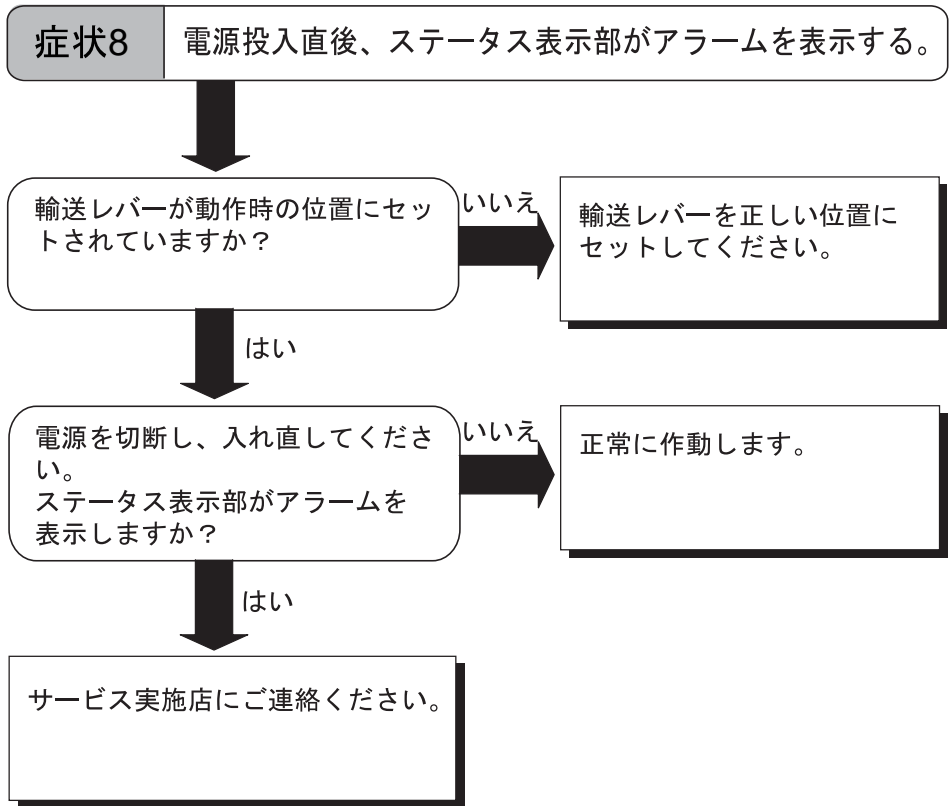 症状8 電源投入直後、ステータス表示部がアラームを表示する。
輸送レバーが動作時の位置にセッ
トされていますか？
いいえ
輸送レバーを正しい位置に
セットしてください。
はい
電源を切断し、入れ直してくださ
い。
ステータス表示部がアラームを
表示しますか？
いいえ
正常に作動します。
はい
サービス実施店にご連絡ください。